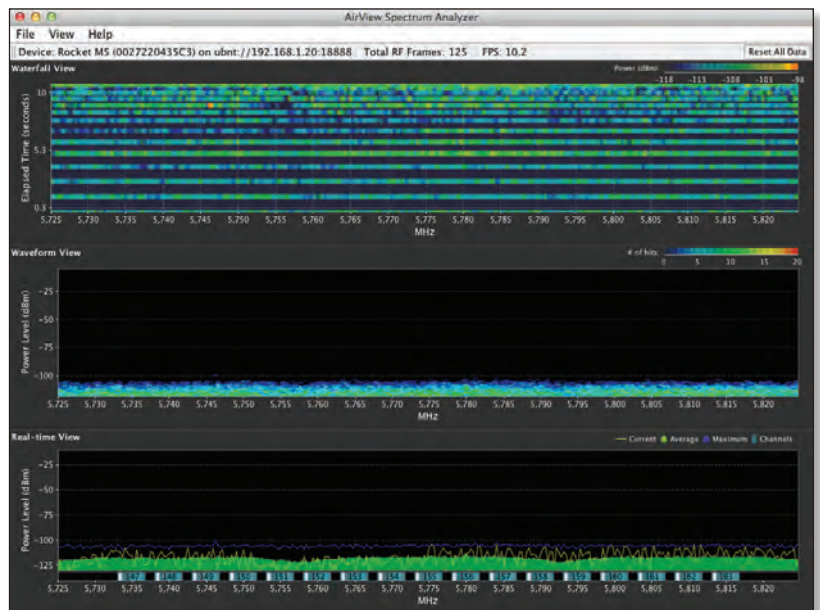 AirView Spectrum Analyzer
File View Help
Device: Rocket M5 (0027220435C3) on ubnt://192.168.1.20:18888 Total RF Frames: 125 FPS: 10.2 Reset All Data
Waterfall View Power (dBm)
-118 -113 -108 -103 -98
10
5.3
0.3
Elapsed Time (seconds)
5,725 5,730 5,735 5,740 5,745 5,750 5,755 5,760 5,765 5,770 5,775 5,780 5,785 5,790 5,795 5,800 5,805 5,810 5,815 5,820
MHz
Waveform View # of hits
0 5 10 15 20
-25
-50
-75
-100
Power Level (dBm)
5,725 5,730 5,735 5,740 5,745 5,750 5,755 5,760 5,765 5,770 5,775 5,780 5,785 5,790 5,795 5,800 5,805 5,810 5,815 5,820
MHz
Real-time View Current Average Maximum Channels
-25
-50
-75
-100
-125
Power Level (dBm)
147 148 149 150 151 152 153 154 155 156 157 158 159 160 161 162 163
5,725 5,730 5,735 5,740 5,745 5,750 5,755 5,760 5,765 5,770 5,775 5,780 5,785 5,790 5,795 5,800 5,805 5,810 5,815 5,820
MHz